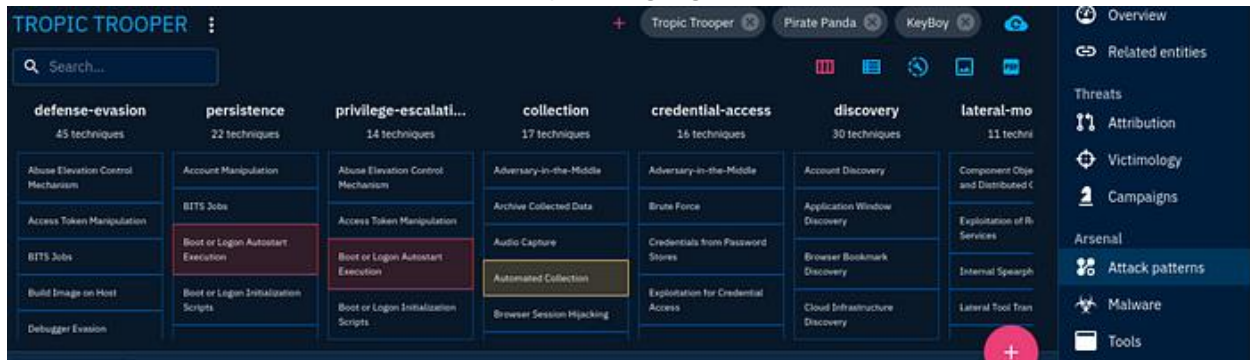 TROPIC TROOPER
Tropic Trooper
Pirate Panda
KeyBoy
Search...
PDF
defense-evasion
45 techniques
Abuse Elevation Control
Mechanism
Access Token Manipulation
BITS Jobs
Build Image on Host
Debugger Evasion
persistence
22 techniques
Account Manipulation
BITS Jobs
Boot or Logon Autostart
Execution
Boot or Logon Initialization
Scripts
privilege-escalati...
14 techniques
Abuse Elevation Control
Mechanism
Access Token Manipulation
Boot or Logon Autostart
Execution
Boot or Logon Initialization
Scripts
collection
17 techniques
Adversary-in-the-Middle
Archive Collected Data
Audio Capture
Automated Collection
Browser Session Hijacking
credential-access
16 techniques
Adversary-in-the-Middle
Brute Force
Credentials from Password
Stores
Exploitation for Credential
Access
discovery
30 techniques
Account Discovery
Application Window
Discovery
Browser Bookmark
Discovery
Cloud Infrastructure
Discovery
lateral-mo
11 techni
Component Obje
and Distributed C
Exploitation of R
Services
Internal Spearph
Lateral Tool Tran
Overview
Related entities
Threats
Attribution
Victimology
Campaigns
Arsenal
Attack patterns
Malware
Tools